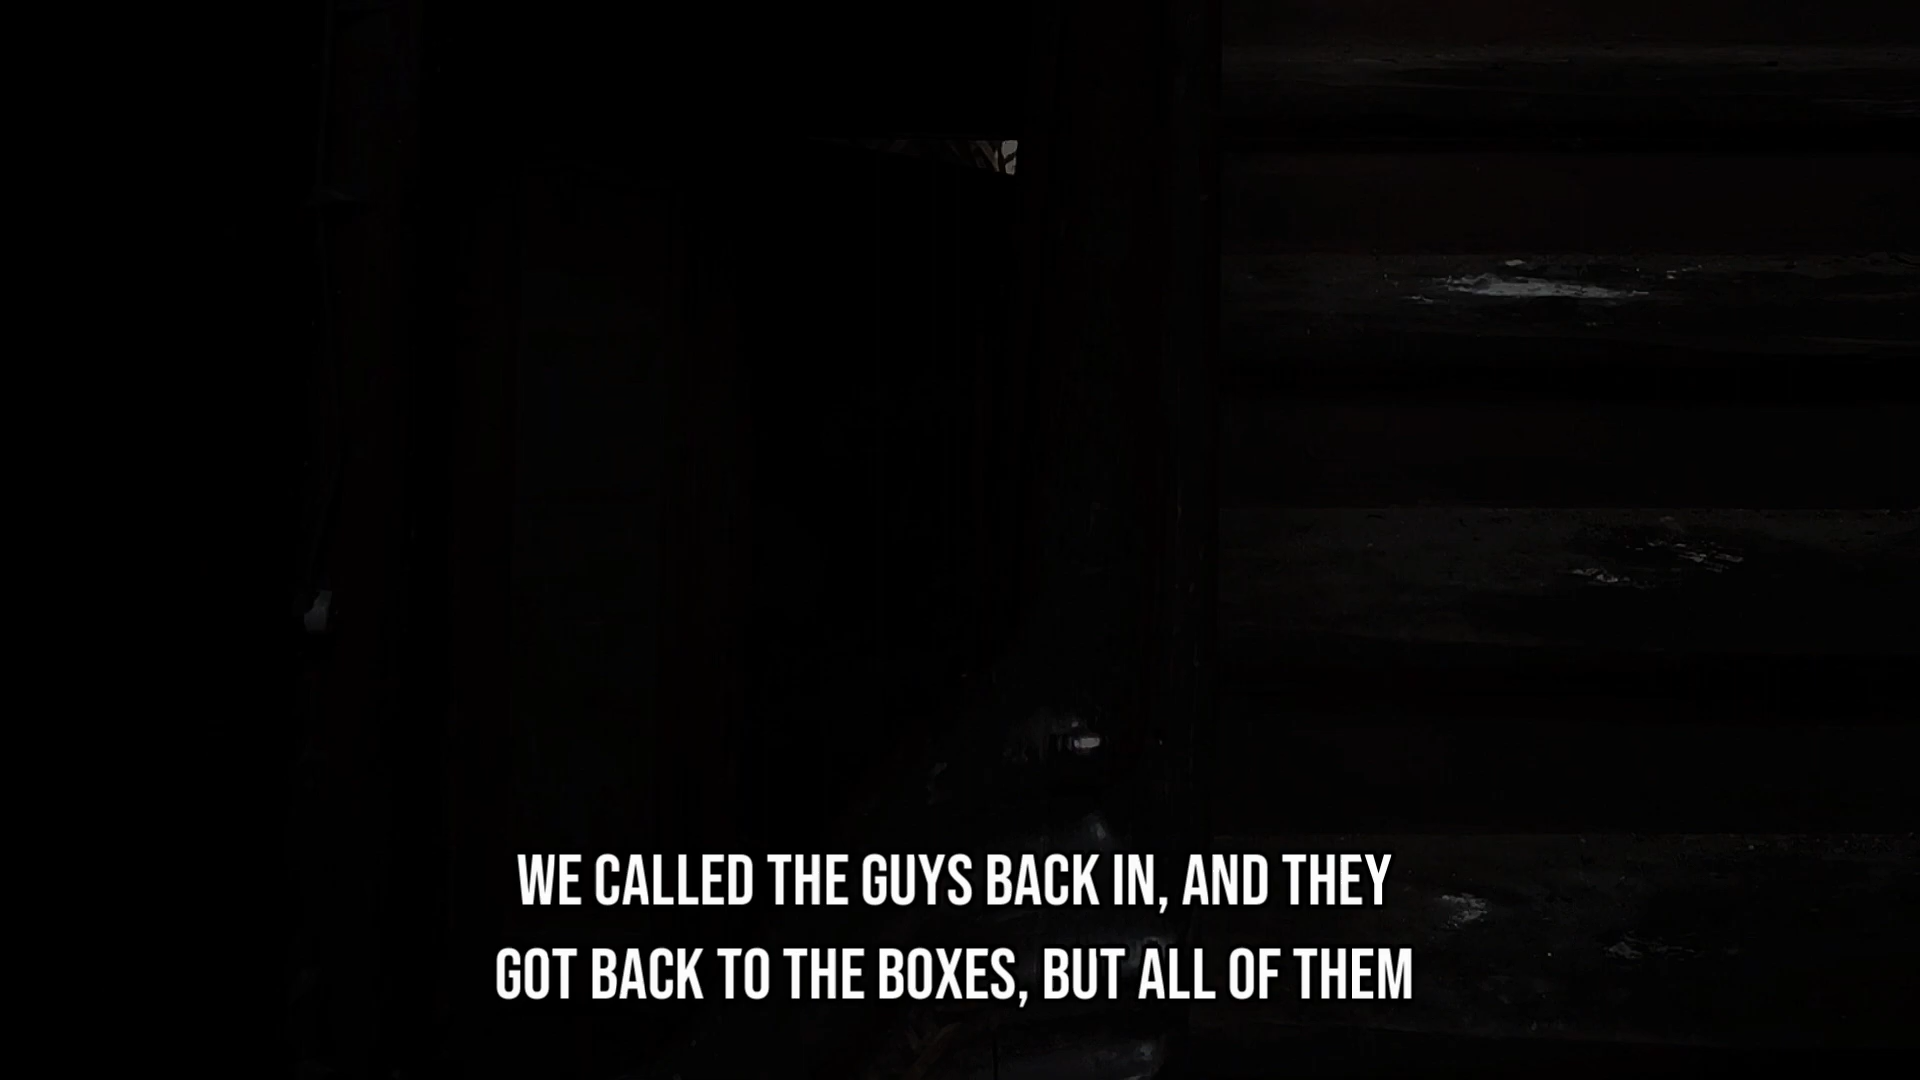 WE CALLED THE GUYS BACK IN, AND THEY
GOT BACK TO THE BOXES, BUT ALL OF THEM